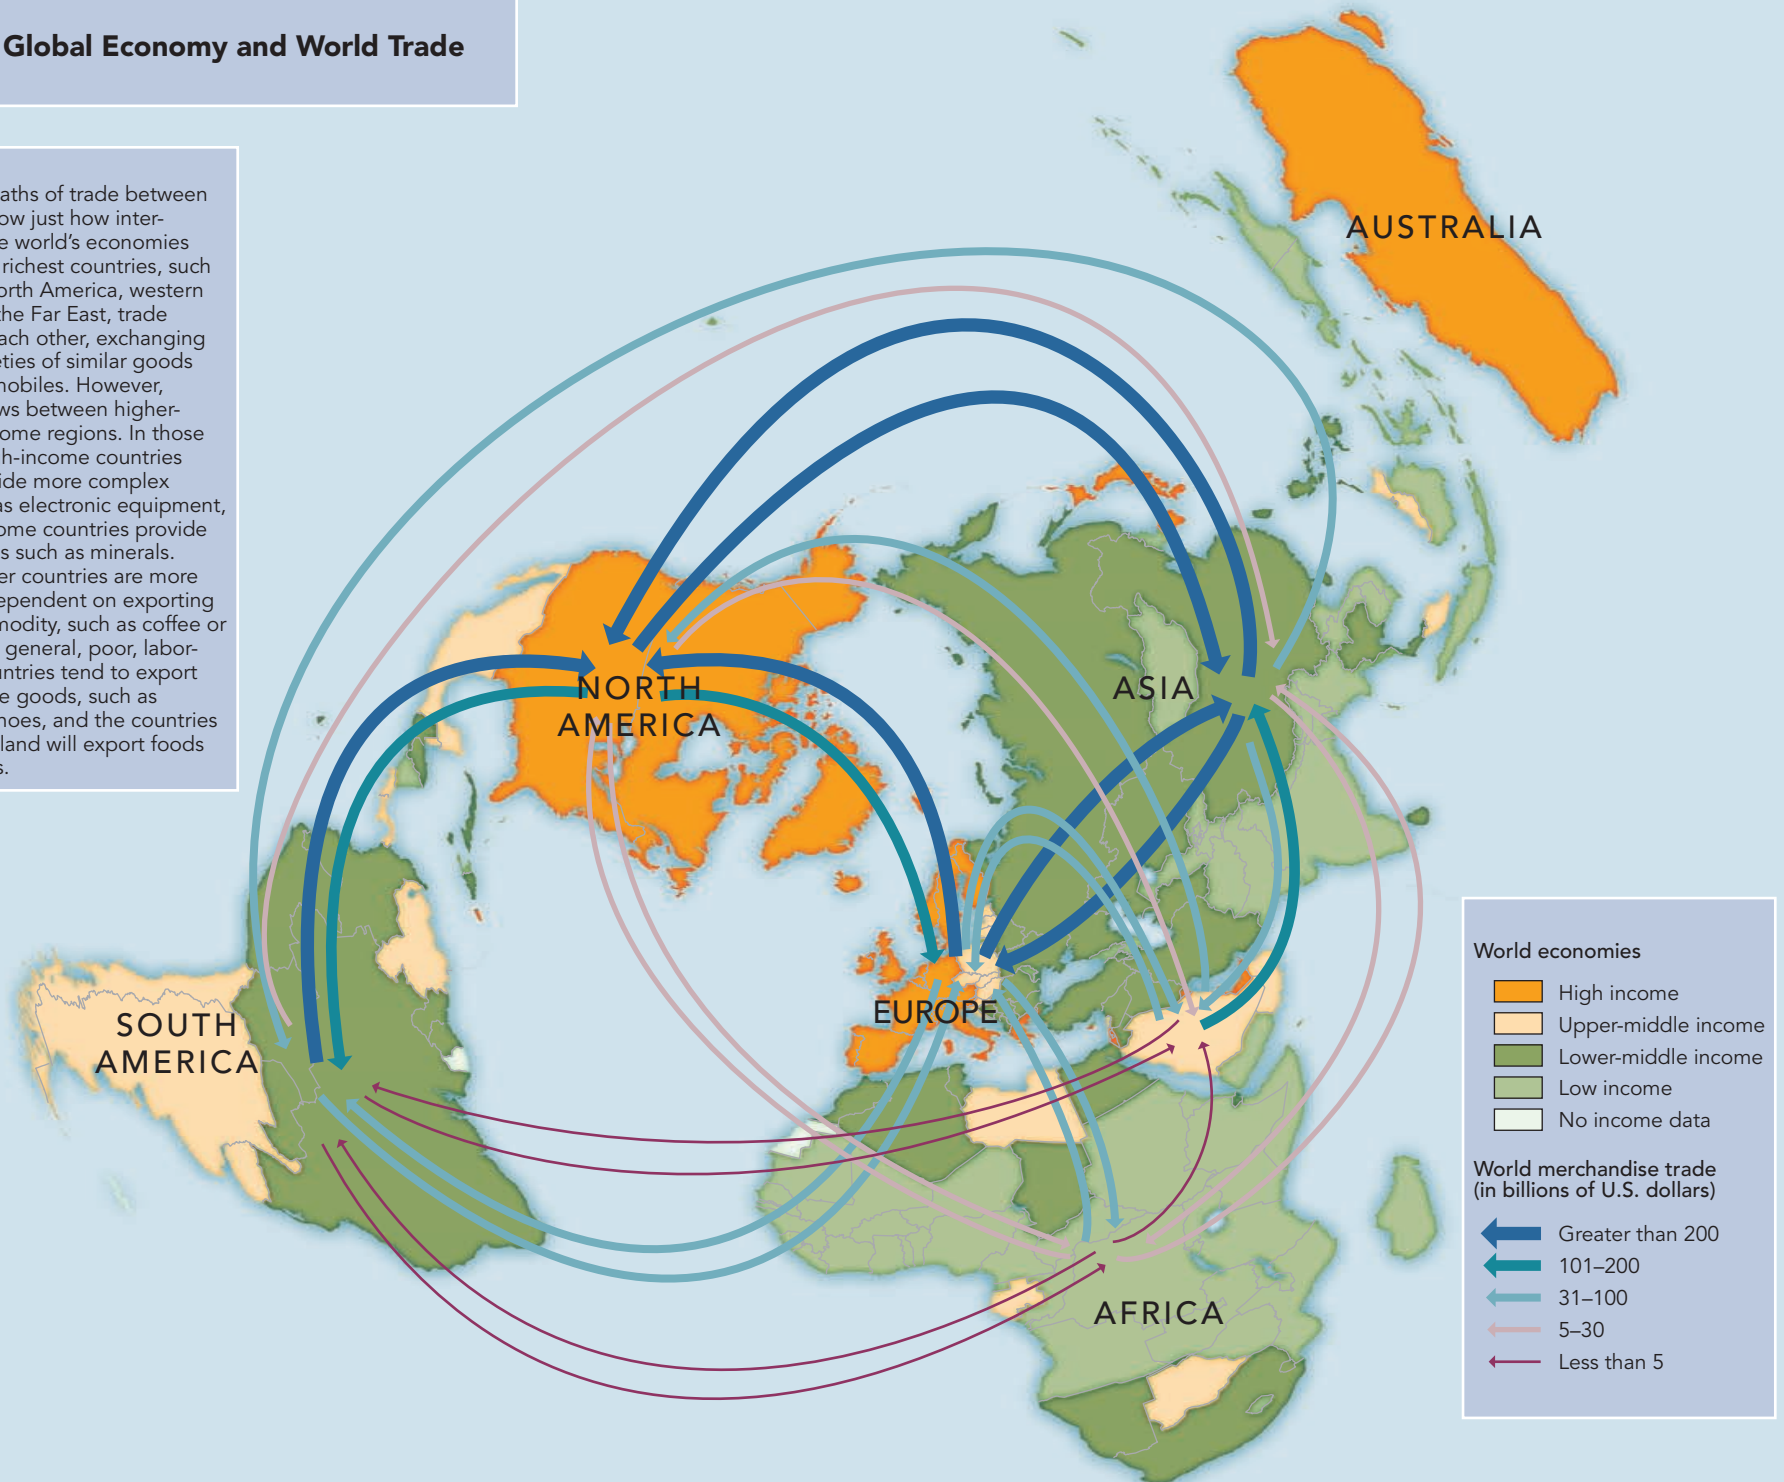 Global Economy and World Trade
aths of trade between
ow just how inter-
e world's economies
richest countries, such
orth America, western
the Far East, trade
ach other, exchanging
eties of similar goods
mobiles. However,
ws between higher-
ome regions. In those
h-income countries
ide more complex
as electronic equipment,
ome countries provide
s such as minerals.
er countries are more
ependent on exporting
modity, such as coffee or
general, poor, labor-
untries tend to export
e goods, such as
hoes, and the countries
land will export foods
s.
AUSTRALIA
NORTH
AMERICA
ASIA
SOUTH
AMERICA
EUROPE
AFRICA
World economies
High income
Upper-middle income
Lower-middle income
Low income
No income data
World merchandise trade
(in billions of U.S. dollars)
Greater than 200
101–200
31–100
5–30
Less than 5